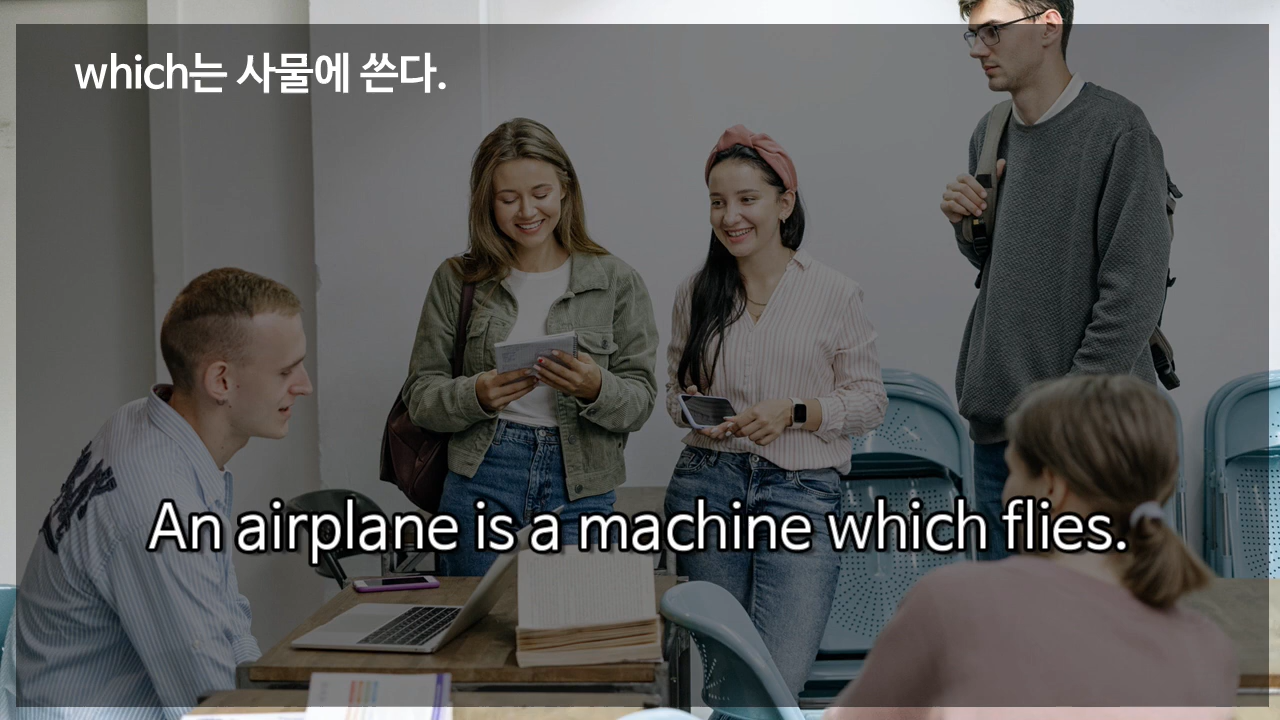 which는 사물에 쓴다.
An airplane is a machine which flies.